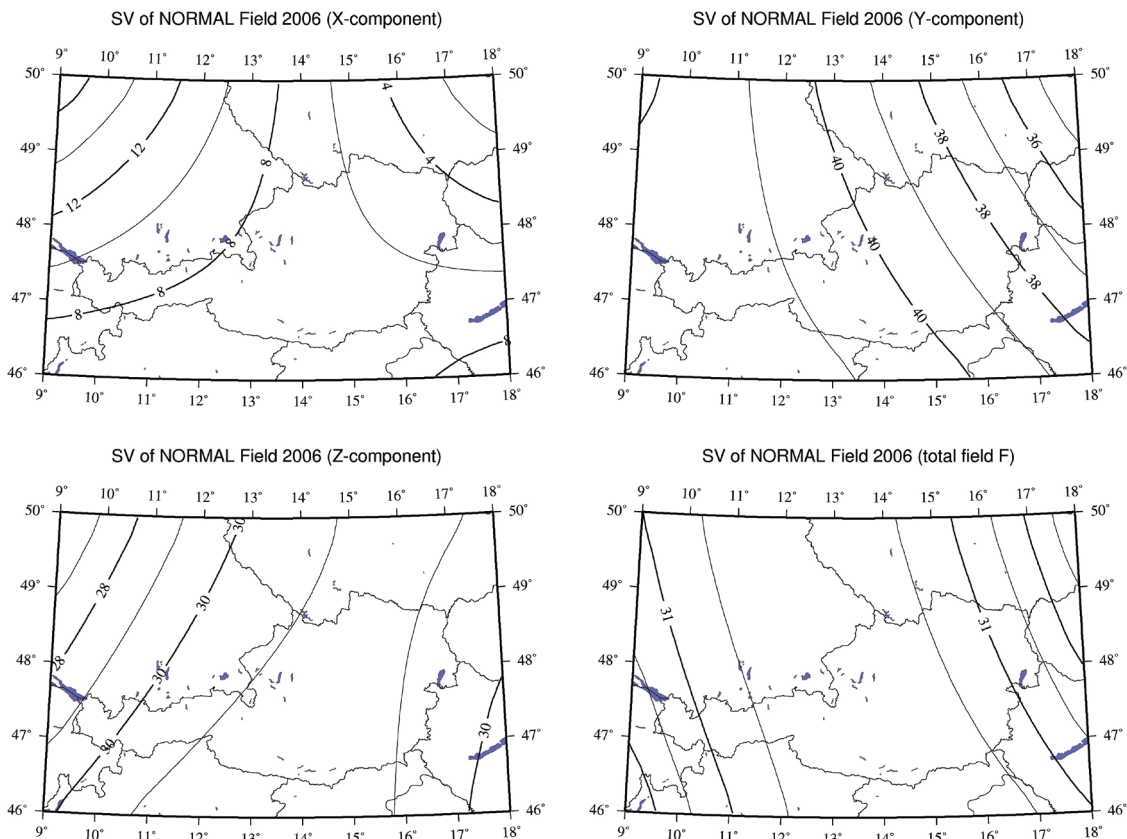 SV of NORMAL Field 2006 (X-component)
9° 10° 11° 12° 13° 14° 15° 16° 17° 18°
50° 50°
4
49° 12 8 4 49°
12
48° 48°
8
47° 8 8 47°
8
46° 46°
9° 10° 11° 12° 13° 14° 15° 16° 17° 18°
SV of NORMAL Field 2006 (Y-component)
9° 10° 11° 12° 13° 14° 15° 16° 17° 18°
50° 50°
49° 40 38 36 49°
38
48° 40 48°
38
47° 40 47°
46° 46°
9° 10° 11° 12° 13° 14° 15° 16° 17° 18°
SV of NORMAL Field 2006 (Z-component)
9° 10° 11° 12° 13° 14° 15° 16° 17° 18°
50° 30 50°
49° 28 30 49°
48° 28 30 48°
47° 30 30 47°
46° 46°
10° 11° 12° 13° 14° 15° 16° 17°
SV of NORMAL Field 2006 (total field F)
9° 10° 11° 12° 13° 14° 15° 16° 17° 18°
50° 50°
49° 31 31 49°
48° 48°
47° 47°
46° 46°
10° 11° 12° 13° 14° 15° 16° 17°